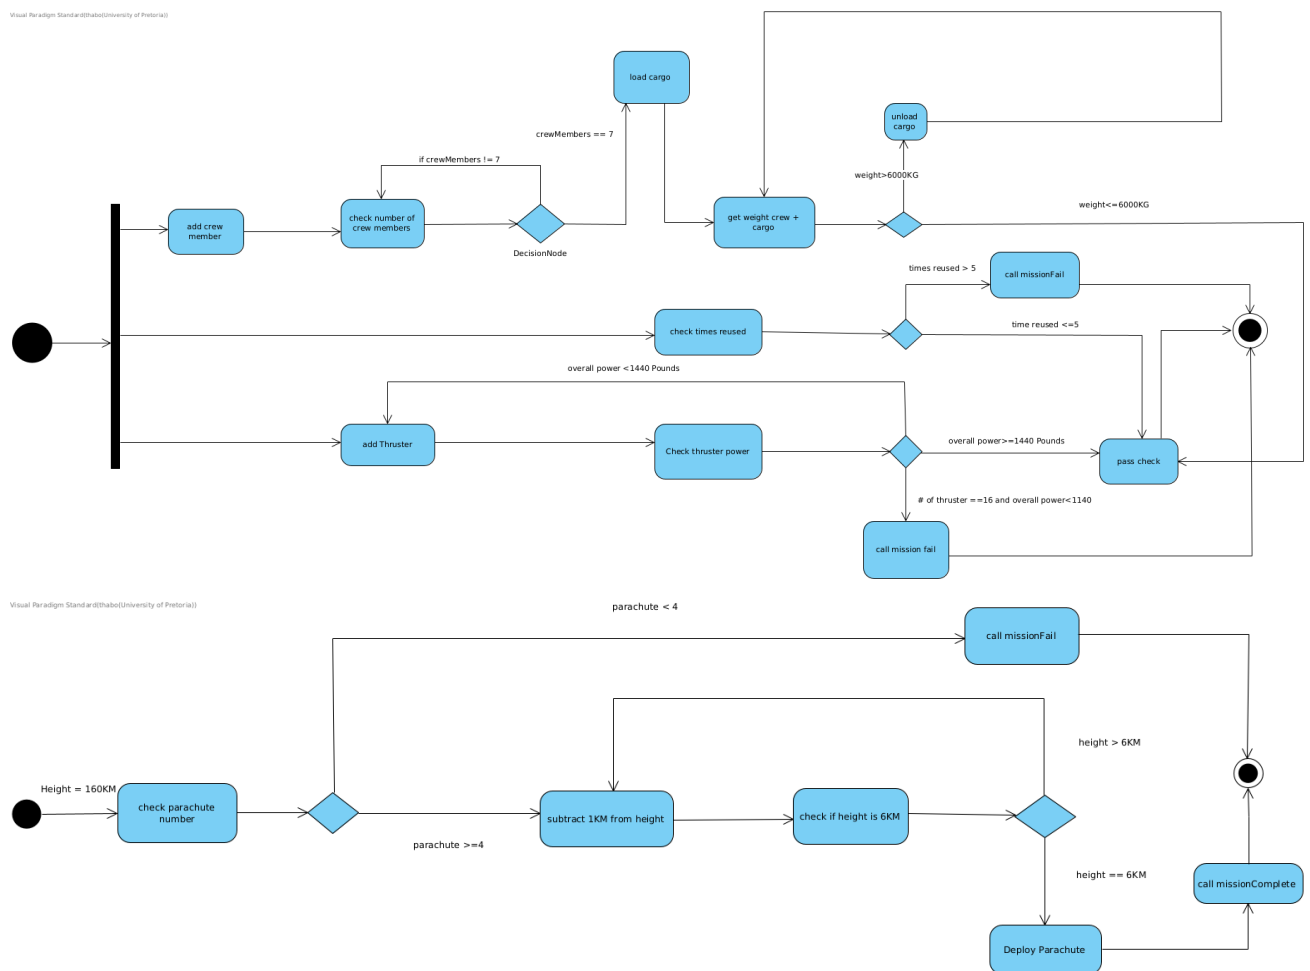 Visual Paradigm Standard(thabo(University of Pretoria))
load cargo
crewMembers == 7
unload
cargo
if crewMembers != 7
weight>6000KG
add crew
member
check number of
crew members
get weight crew +
cargo
weight<=6000KG
DecisionNode
times reused > 5
call missionFail
check times reused
time reused <=5
overall power <1440 Pounds
add Thruster
Check thruster power
overall power>=1440 Pounds
pass check
# of thruster ==16 and overall power<1140
call mission fail
Visual Paradigm Standard(thabo(University of Pretoria))
parachute < 4
call missionFail
height > 6KM
Height = 160KM
check parachute
number
subtract 1KM from height
check if height is 6KM
parachute >=4
height == 6KM
call missionComplete
Deploy Parachute